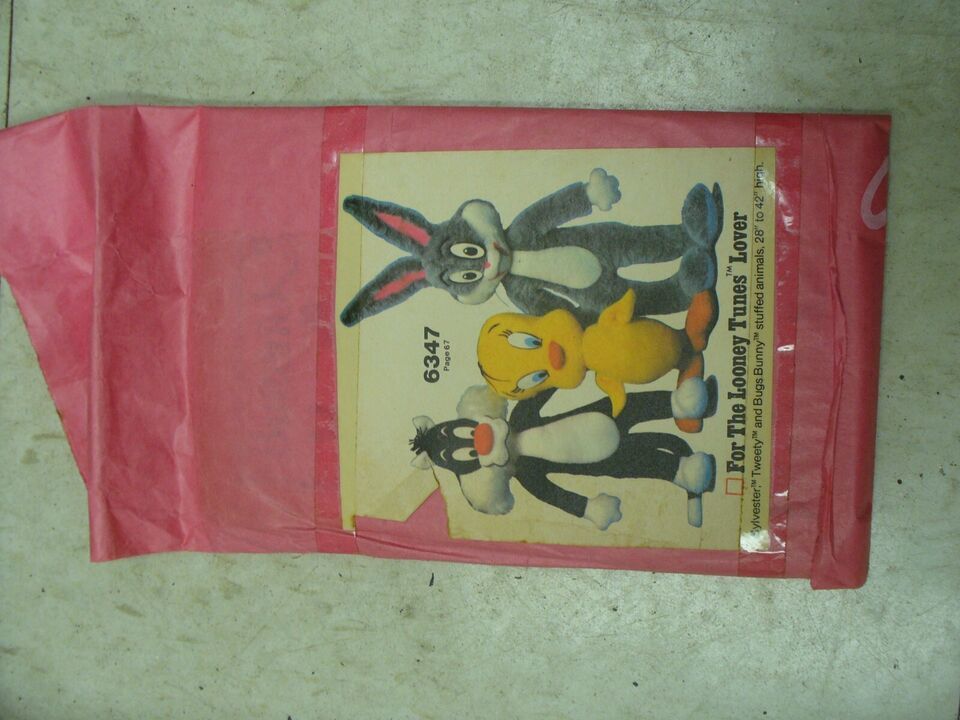 6347
Page 67
For The Looney Tunes™ Lover
Sylvester,™ Tweety™ and Bugs Bunny™ stuffed animals. 28" to 42" high.